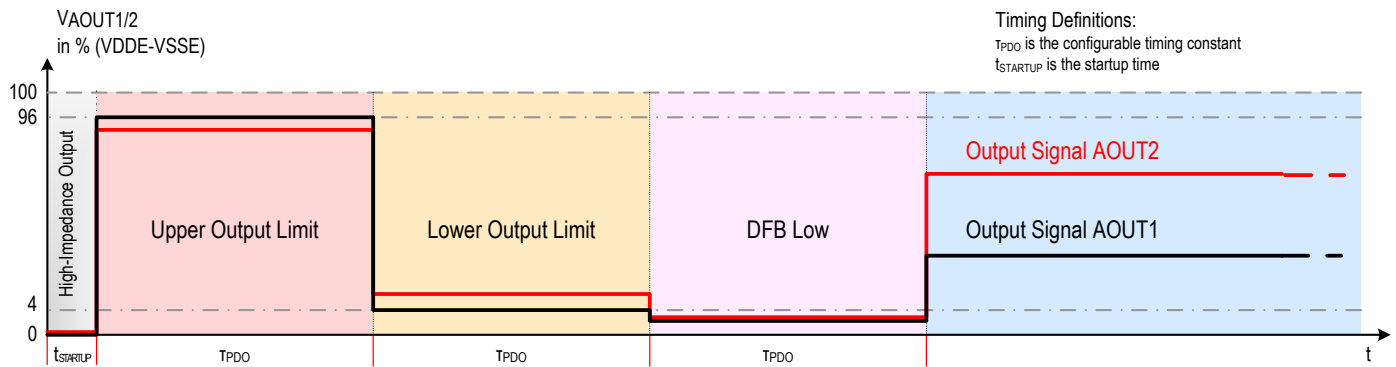 VAOUT1/2
in % (VDDE-VSSE)
Timing Definitions:
τPDO is the configurable timing constant
tSTARTUP is the startup time
100
96
4
0
High-Impedance Output
Upper Output Limit
Lower Output Limit
DFB Low
Output Signal AOUT2
Output Signal AOUT1
tSTARTUP
τPDO
τPDO
τPDO
t